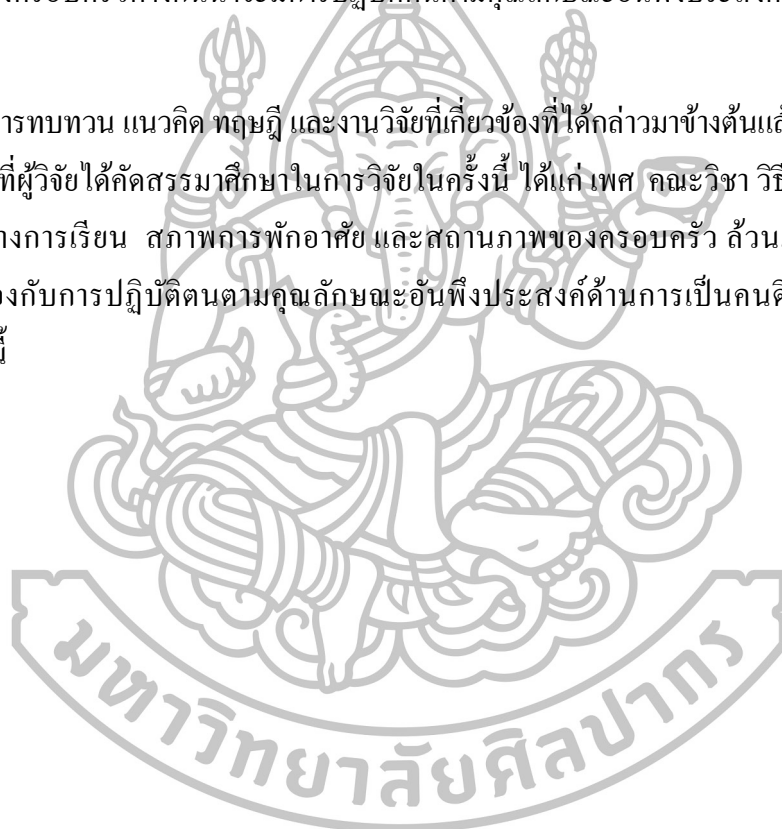 ารทบทวน แนวคิด ทฤษฎี และงานวิจัยที่เกี่ยวข้องที่ได้กล่าวมาข้างต้นแล้
ที่ผู้วิจัยได้คัดสรรมาศึกษาในการวิจัยในครั้งนี้ ได้แก่ เพศ คณะวิชา วิธี
างการเรียน สภาพการพักอาศัย และสถานภาพของครอบครัว ล้วน
องกับการปฏิบัติตนตามคุณลักษณะอันพึงประสงค์ด้านการเป็นคนดี
นี้
มหาวิทยาลัยศิลปากร